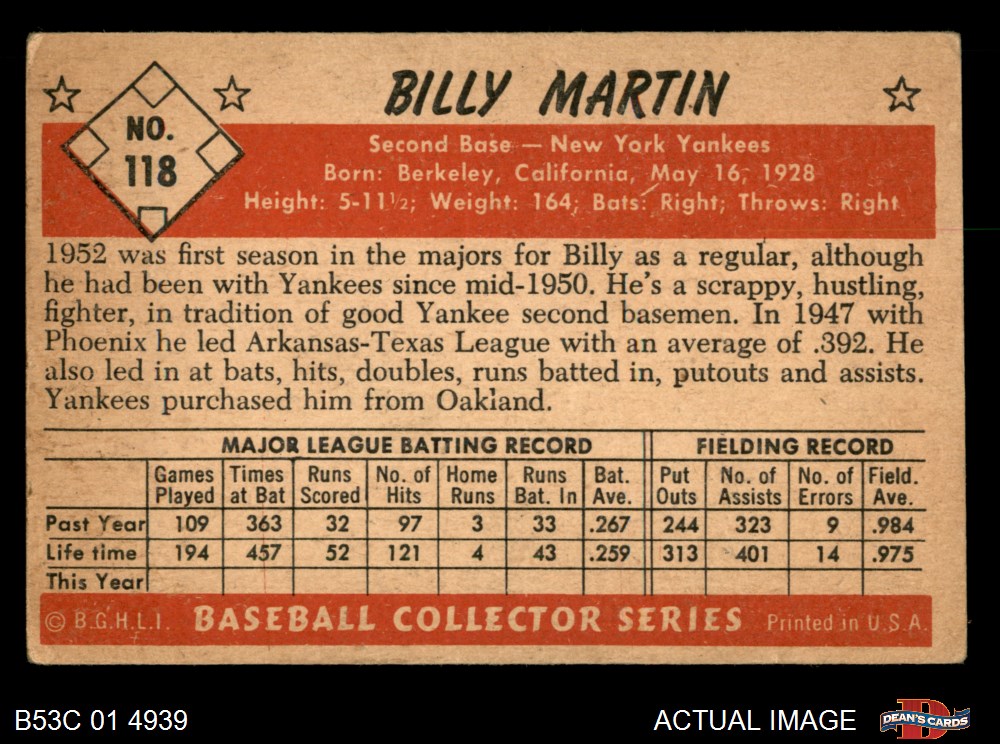 BILLY MARTIN
NO.
118
Second Base — New York Yankees
Born: Berkeley, California, May 16, 1928
Height: 5-11½; Weight: 164; Bats: Right; Throws: Right
1952 was first season in the majors for Billy as a regular, although
he had been with Yankees since mid-1950. He's a scrappy, hustling,
fighter, in tradition of good Yankee second basemen. In 1947 with
Phoenix he led Arkansas-Texas League with an average of .392. He
also led in at bats, hits, doubles, runs batted in, putouts and assists.
Yankees purchased him from Oakland.
MAJOR LEAGUE BATTING RECORD FIELDING RECORD
Games Times Runs No. of Home Runs Bat. Put No. of No. of Field.
Played at Bat Scored Hits Runs Bat. In Ave. Outs Assists Errors Ave.
Past Year 109 363 32 97 3 33 .267 244 323 9 .984
Life time 194 457 52 121 4 43 .259 313 401 14 .975
This Year
© B.G.H.L.I. BASEBALL COLLECTOR SERIES Printed in U.S.A.
B53C 01 4939 ACTUAL IMAGE DEAN'S CARDS